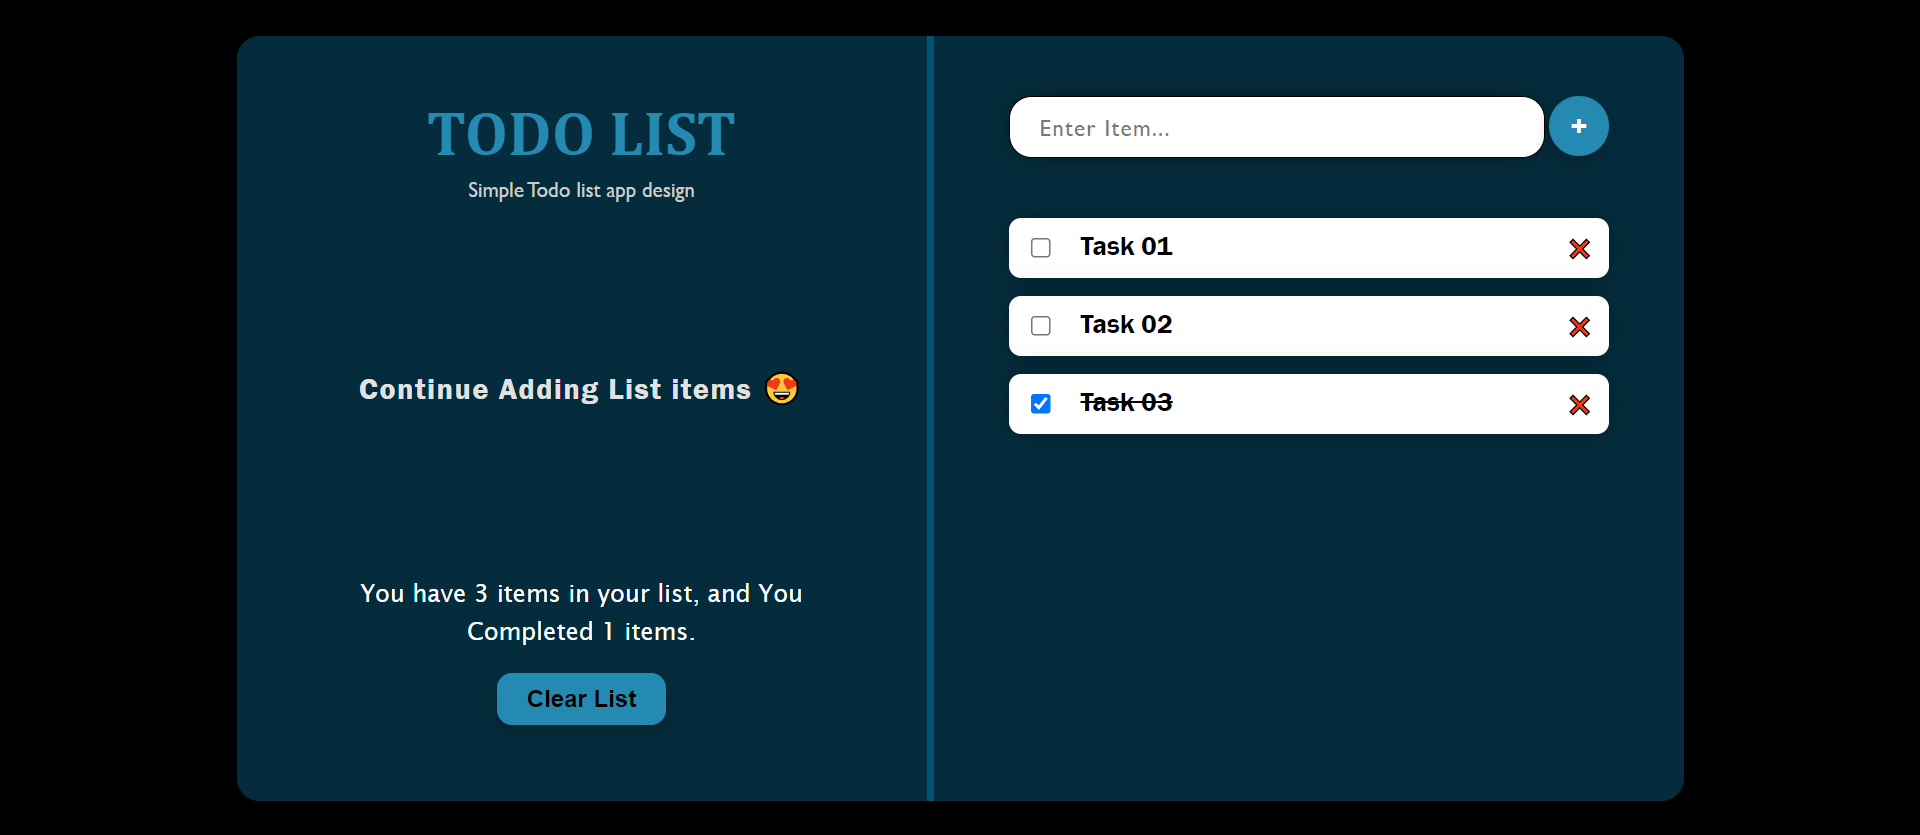 TODO LIST
Simple Todo list app design
Continue Adding List items 😍
You have 3 items in your list, and You
Completed 1 items.
Clear List
Enter Item...
+
Task 01
Task 02
Task 03